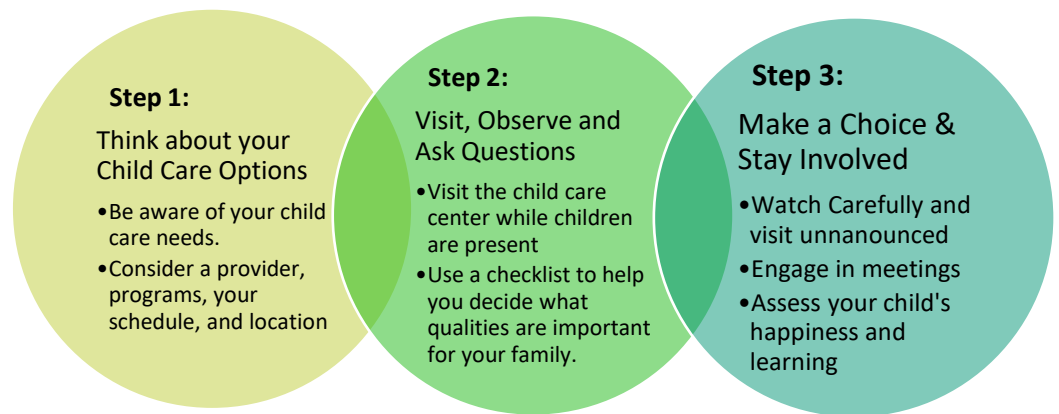 Step 1:
Think about your
Child Care Options
•Be aware of your child
care needs.
•Consider a provider,
programs, your
schedule, and location
Step 2:
Visit, Observe and
Ask Questions
•Visit the child care
center while children
are present
•Use a checklist to help
you decide what
qualities are important
for your family.
Step 3:
Make a Choice &
Stay Involved
•Watch Carefully and
visit unnanounced
•Engage in meetings
•Assess your child's
happiness and
learning